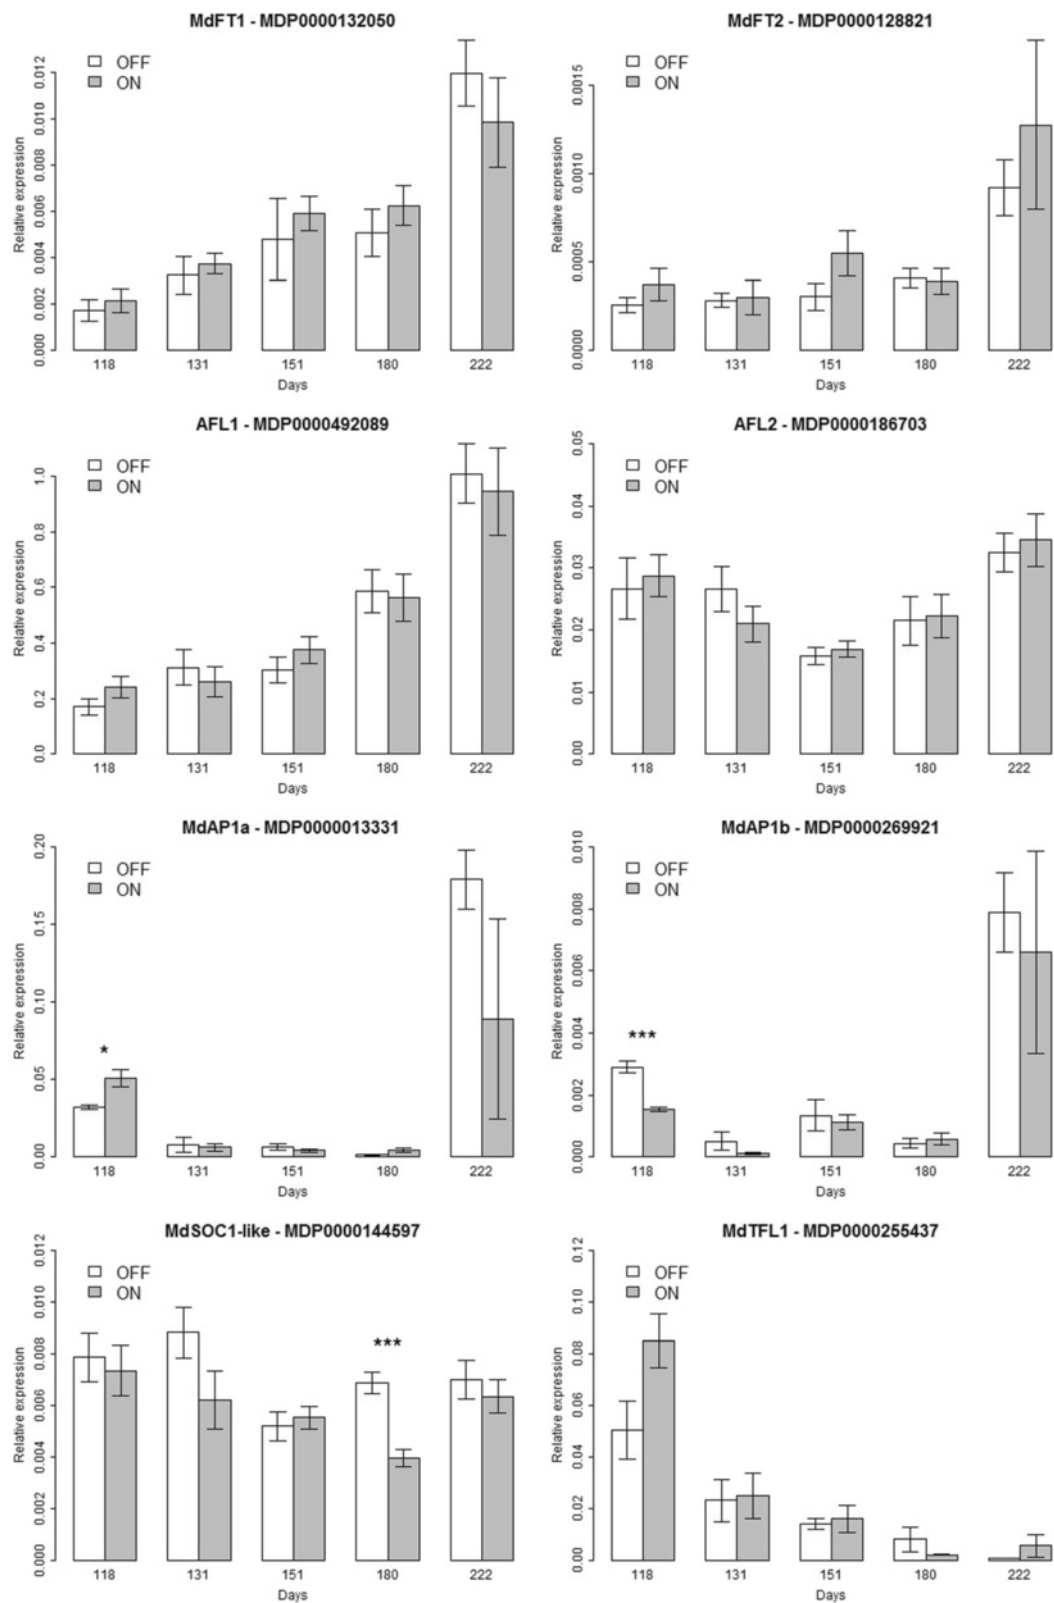 MdFT1 - MDP0000132050
OFF
ON
Relative expression
0.000 0.002 0.004 0.006 0.008 0.010 0.012
118 131 151 180 222
Days
MdFT2 - MDP0000128821
OFF
ON
Relative expression
0.0000 0.0005 0.0010 0.0015
118 131 151 180 222
Days
AFL1 - MDP0000492089
OFF
ON
Relative expression
0.0 0.2 0.4 0.6 0.8 1.0
118 131 151 180 222
Days
AFL2 - MDP0000186703
OFF
ON
Relative expression
0.00 0.01 0.02 0.03 0.04 0.05
118 131 151 180 222
Days
MdAP1a - MDP0000013331
OFF
ON
Relative expression
0.00 0.05 0.10 0.15 0.20
*
118 131 151 180 222
Days
MdAP1b - MDP0000269921
OFF
ON
Relative expression
0.000 0.002 0.004 0.006 0.008 0.010
***
118 131 151 180 222
Days
MdSOC1-like - MDP0000144597
OFF
ON
Relative expression
0.000 0.002 0.004 0.006 0.008 0.010 0.012
***
118 131 151 180 222
Days
MdTFL1 - MDP0000255437
OFF
ON
Relative expression
0.00 0.02 0.04 0.06 0.08 0.10 0.12
118 131 151 180 222
Days